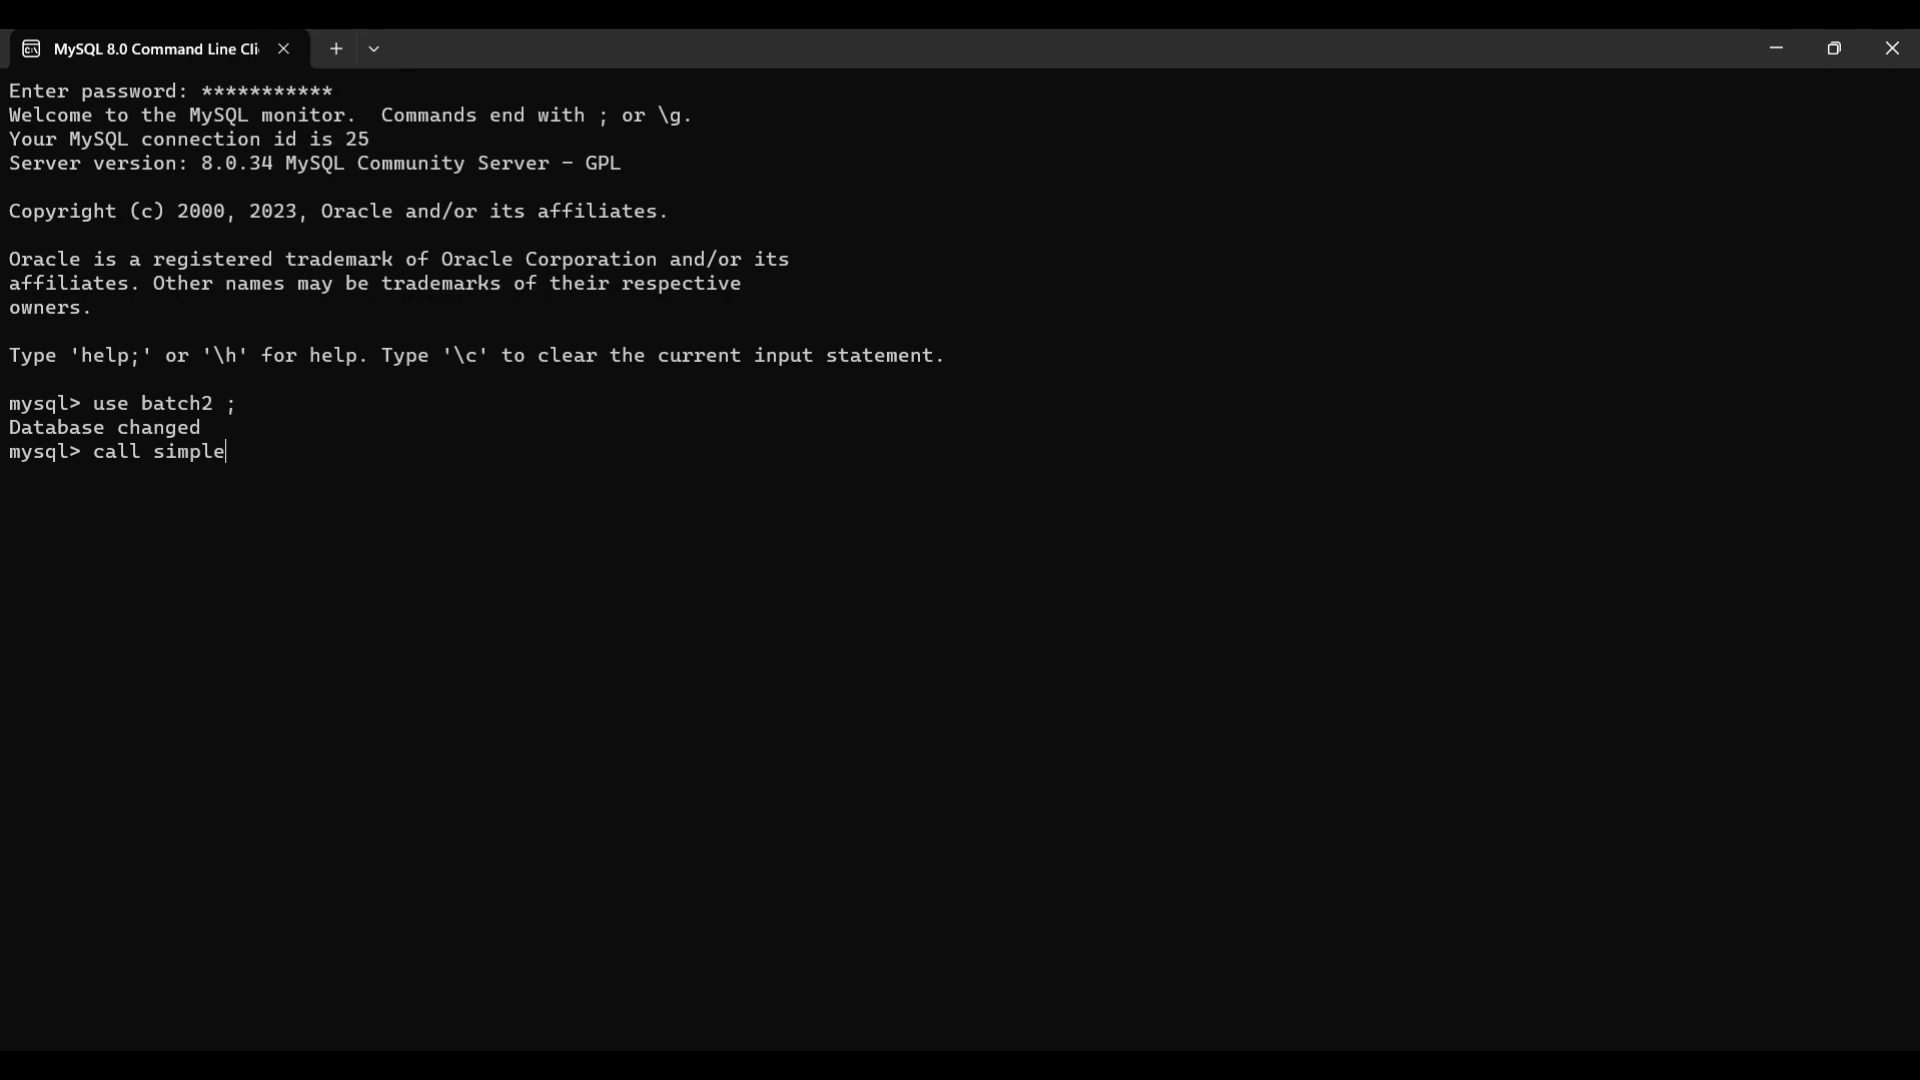 MySQL 8.0 Command Line Cli
Enter password: ***********
Welcome to the MySQL monitor.  Commands end with ; or \g.
Your MySQL connection id is 25
Server version: 8.0.34 MySQL Community Server - GPL
Copyright (c) 2000, 2023, Oracle and/or its affiliates.
Oracle is a registered trademark of Oracle Corporation and/or its
affiliates. Other names may be trademarks of their respective
owners.
Type 'help;' or '\h' for help. Type '\c' to clear the current input statement.
mysql> use batch2 ;
Database changed
mysql> call simple